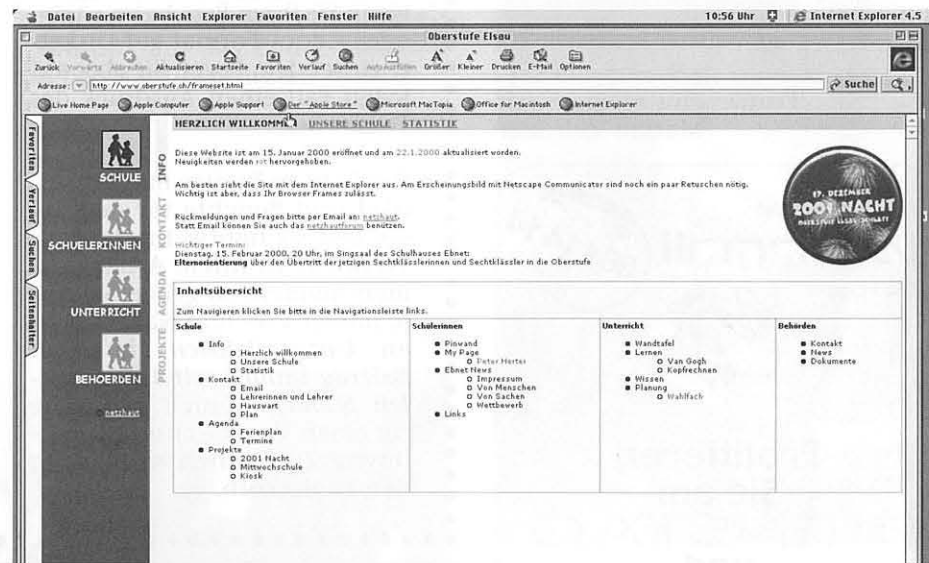 Datei Bearbeiten Ansicht Explorer Favoriten Fenster Hilfe 10:56 Uhr Internet Explorer 4.5
Oberstufe Elsau
Zurück Vorwärts Abbrechen Aktualisieren Startseite Favoriten Verlauf Suchen AutoAusfüllen Größer Kleiner Drucken E-Mail Optionen
Adresse: http://www.oberstufe.ch/frameset.html Suche
Live Home Page Apple Computer Apple Support Der "Apple Store" Microsoft MacTopia Office for Macintosh Internet Explorer
Favoriten
Verlauf
Suchen
Seitenhalter
SCHULE
SCHUELERINNEN
UNTERRICHT
BEHOERDEN
netzhaut
INFO
KONTAKT
AGENDA
PROJEKTE
HERZLICH WILLKOMMEN UNSERE SCHULE STATISTIK
Diese Website ist am 15. Januar 2000 eröffnet und am 22.1.2000 aktualisiert worden.
Neuigkeiten werden rot hervorgehoben.
Am besten sieht die Site mit dem Internet Explorer aus. Am Erscheinungsbild mit Netscape Communicator sind noch ein paar Retuschen nötig.
Wichtig ist aber, dass Ihr Browser Frames zulässt.
Rückmeldungen und Fragen bitte per Email an: netzhaut.
Statt Email können Sie auch das netzhautforum benützen.
Wichtiger Termin:
Dienstag, 15. Februar 2000, 20 Uhr, im Singsaal des Schulhauses Ebnet:
Elternorientierung über den Übertritt der jetzigen Sechtklässlerinnen und Sechtklässler in die Oberstufe
17. DEZEMBER
2001 NACHT
OBERSTUFE ELSAU-SCHLATT
Inhaltsübersicht
Zum Navigieren klicken Sie bitte in die Navigationsleiste links.
Schule
Info
Herzlich willkommen
Unsere Schule
Statistik
Kontakt
Email
Lehrerinnen und Lehrer
Hauswart
Plan
Agenda
Ferienplan
Termine
Projekte
2001 Nacht
Mittwochschule
Kiosk
Schülerinnen
Pinwand
My Page
Peter Herter
Ebnet News
Impressum
Von Menschen
Von Sachen
Wettbewerb
Links
Unterricht
Wandtafel
Lernen
Van Gogh
Kopfrechnen
Wissen
Planung
Wahlfach
Behörden
Kontakt
News
Dokumente